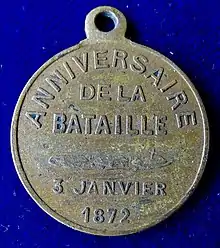 ANNIVERSAIRE
DE LA
BATAILLE
3 JANVIER
1872